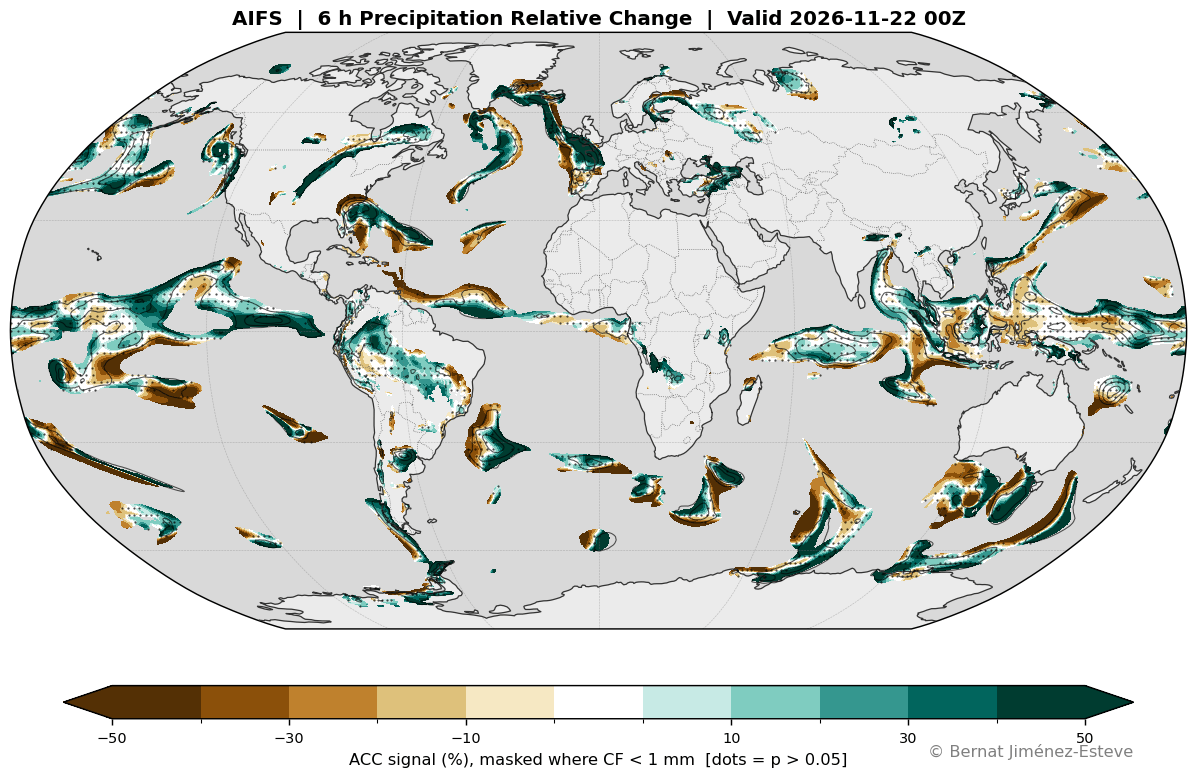 AIFS | 6 h Precipitation Relative Change | Valid 2026-11-22 00Z
−50 −30 −10 10 30 50
© Bernat Jiménez-Esteve
ACC signal (%), masked where CF < 1 mm [dots = p > 0.05]